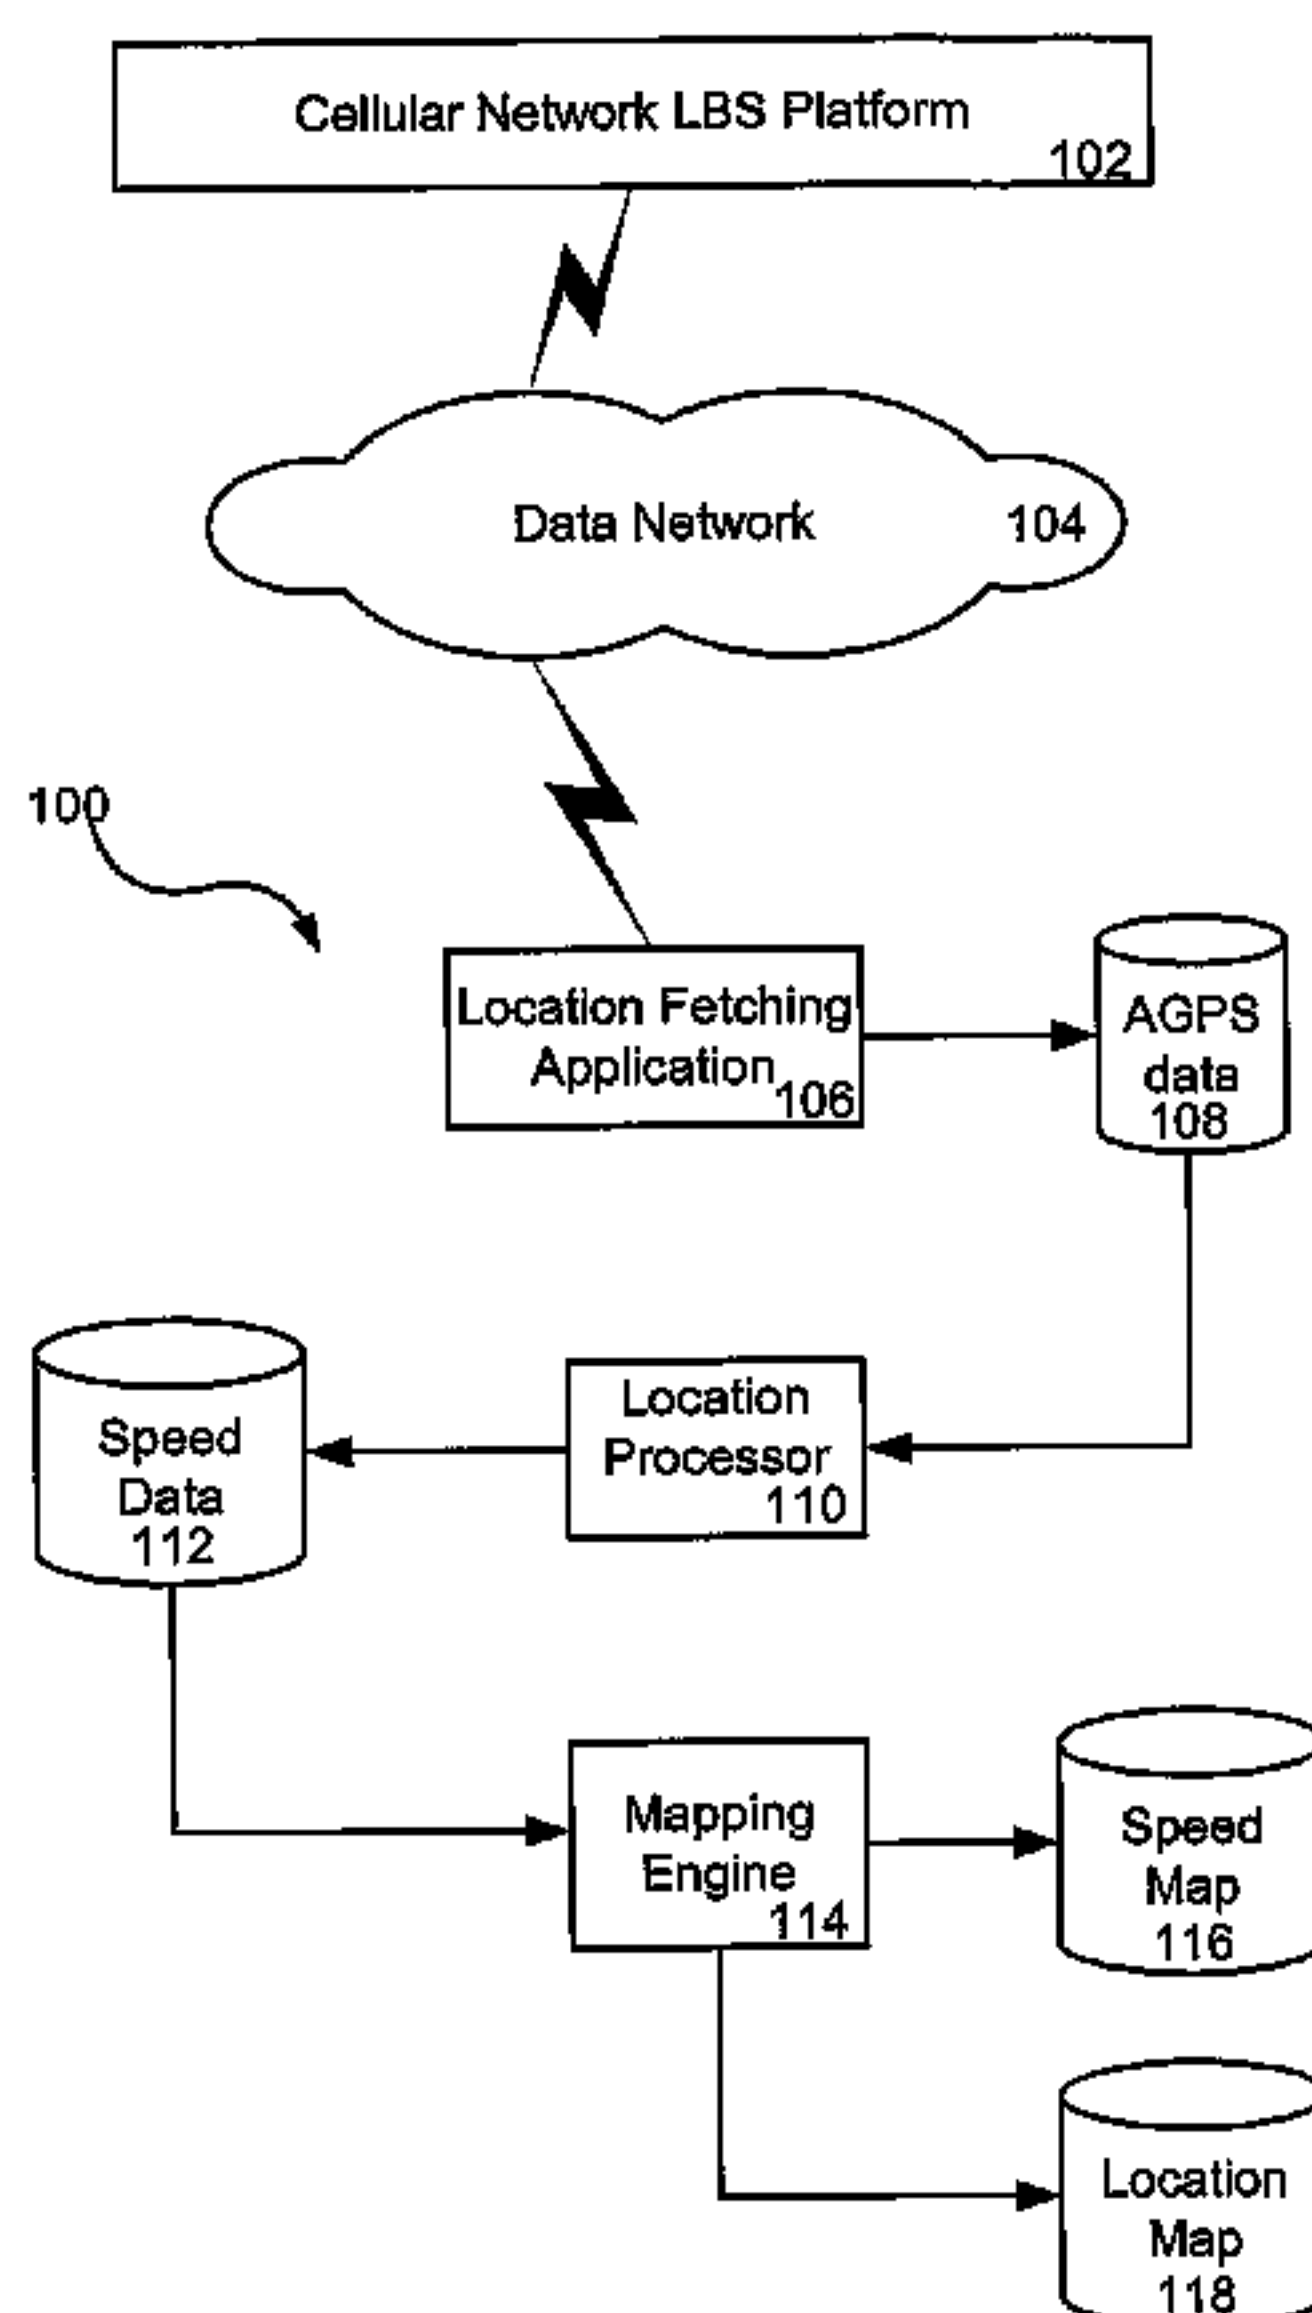 Cellular Network LBS Platform
102
Data Network 104
100
Location Fetching
Application
106
AGPS
data
108
Location
Processor
110
Speed
Data
112
Mapping
Engine
114
Speed
Map
116
Location
Map
118